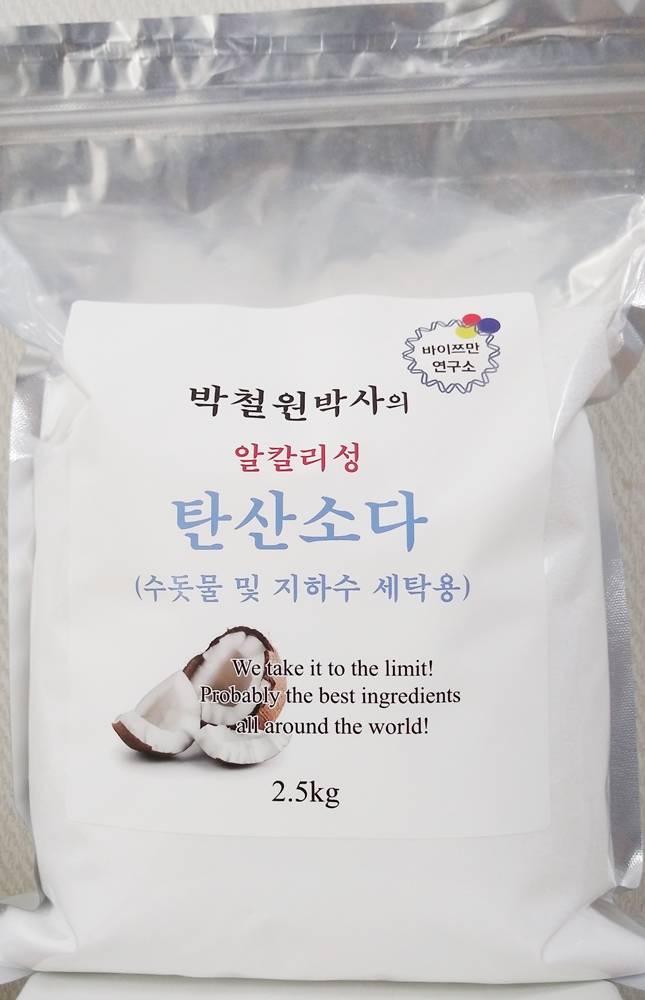 바이쯔만
연구소
박철원박사의
알칼리성
탄산소다
(수돗물 및 지하수 세탁용)
We take it to the limit!
Probably the best ingredients
all around the world!
2.5kg